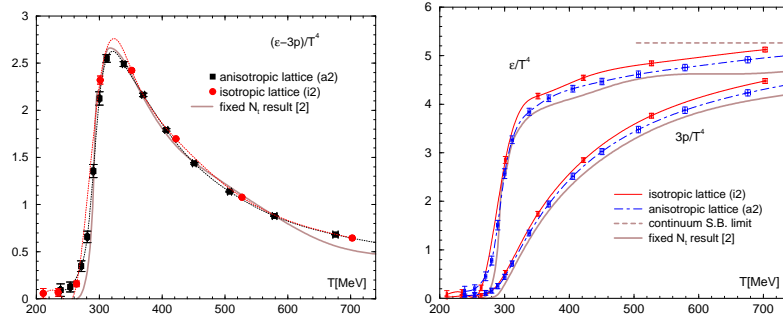 (ε−3p)/T⁴
anisotropic lattice (a2)
isotropic lattice (i2)
fixed Nₜ result [2]
3
2.5
2
1.5
1
0.5
0
200 300 400 500 600 700
T[MeV]
ε/T⁴
3p/T⁴
isotropic lattice (i2)
anisotropic lattice (a2)
continuum S.B. limit
fixed Nₜ result [2]
T[MeV]
6
5
4
3
2
1
0
200 300 400 500 600 700